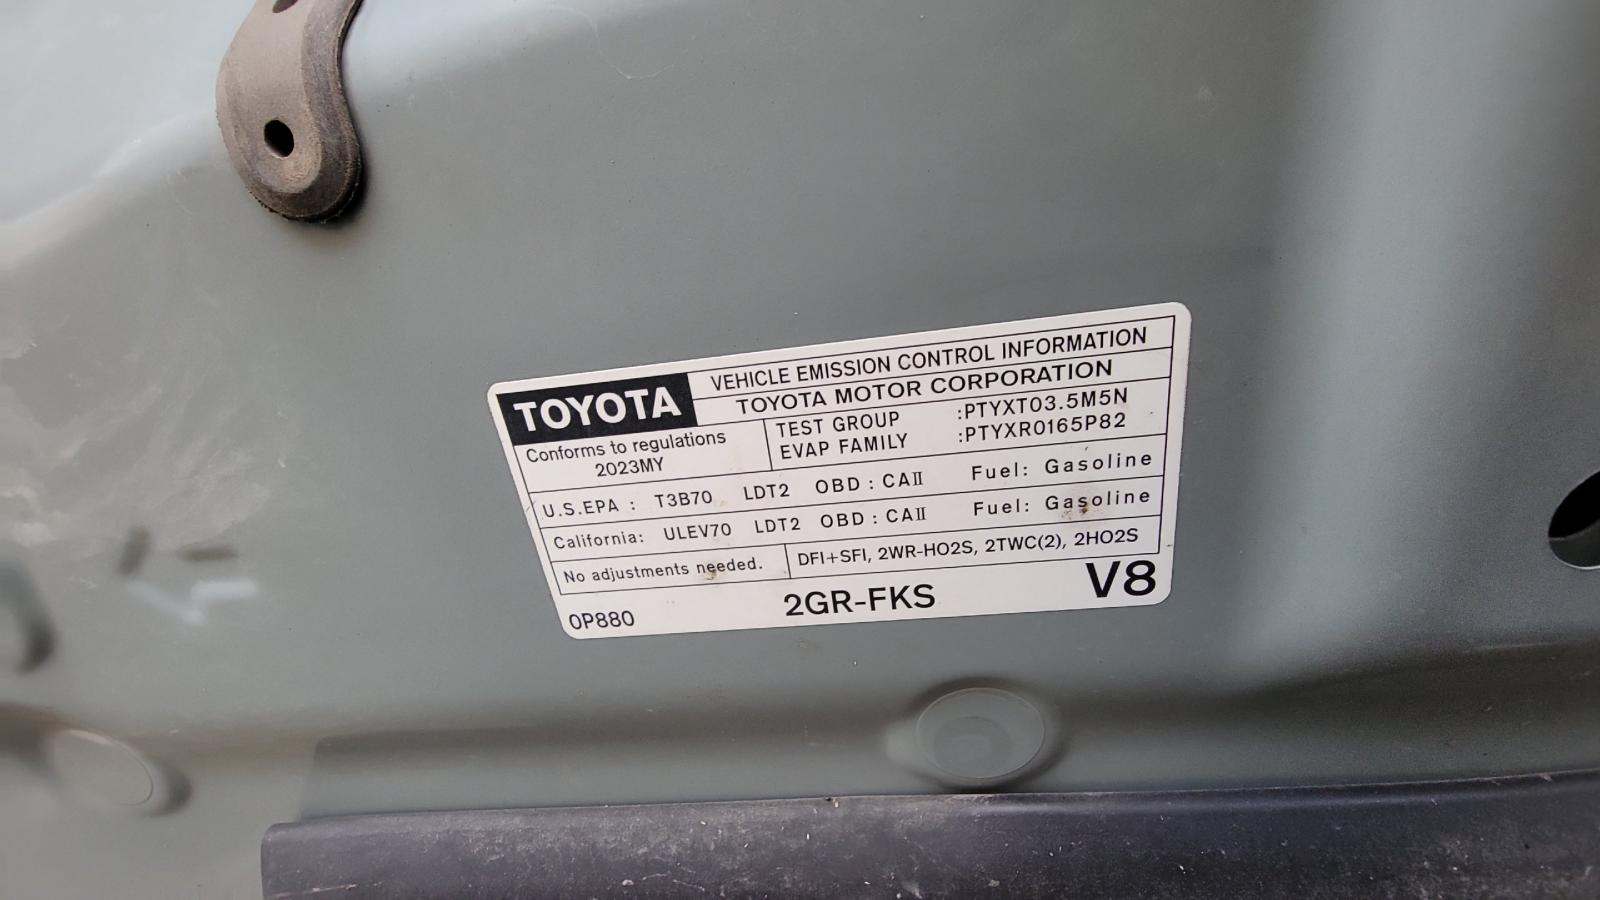 TOYOTA
VEHICLE EMISSION CONTROL INFORMATION
TOYOTA MOTOR CORPORATION
Conforms to regulations
2023MY
TEST GROUP :PTYXT03.5M5N
EVAP FAMILY :PTYXR0165P82
U.S.EPA : T3B70 LDT2 OBD : CAII Fuel: Gasoline
California: ULEV70 LDT2 OBD : CAII Fuel: Gasoline
No adjustments needed. DFI+SFI, 2WR-HO2S, 2TWC(2), 2HO2S
0P880 2GR-FKS V8